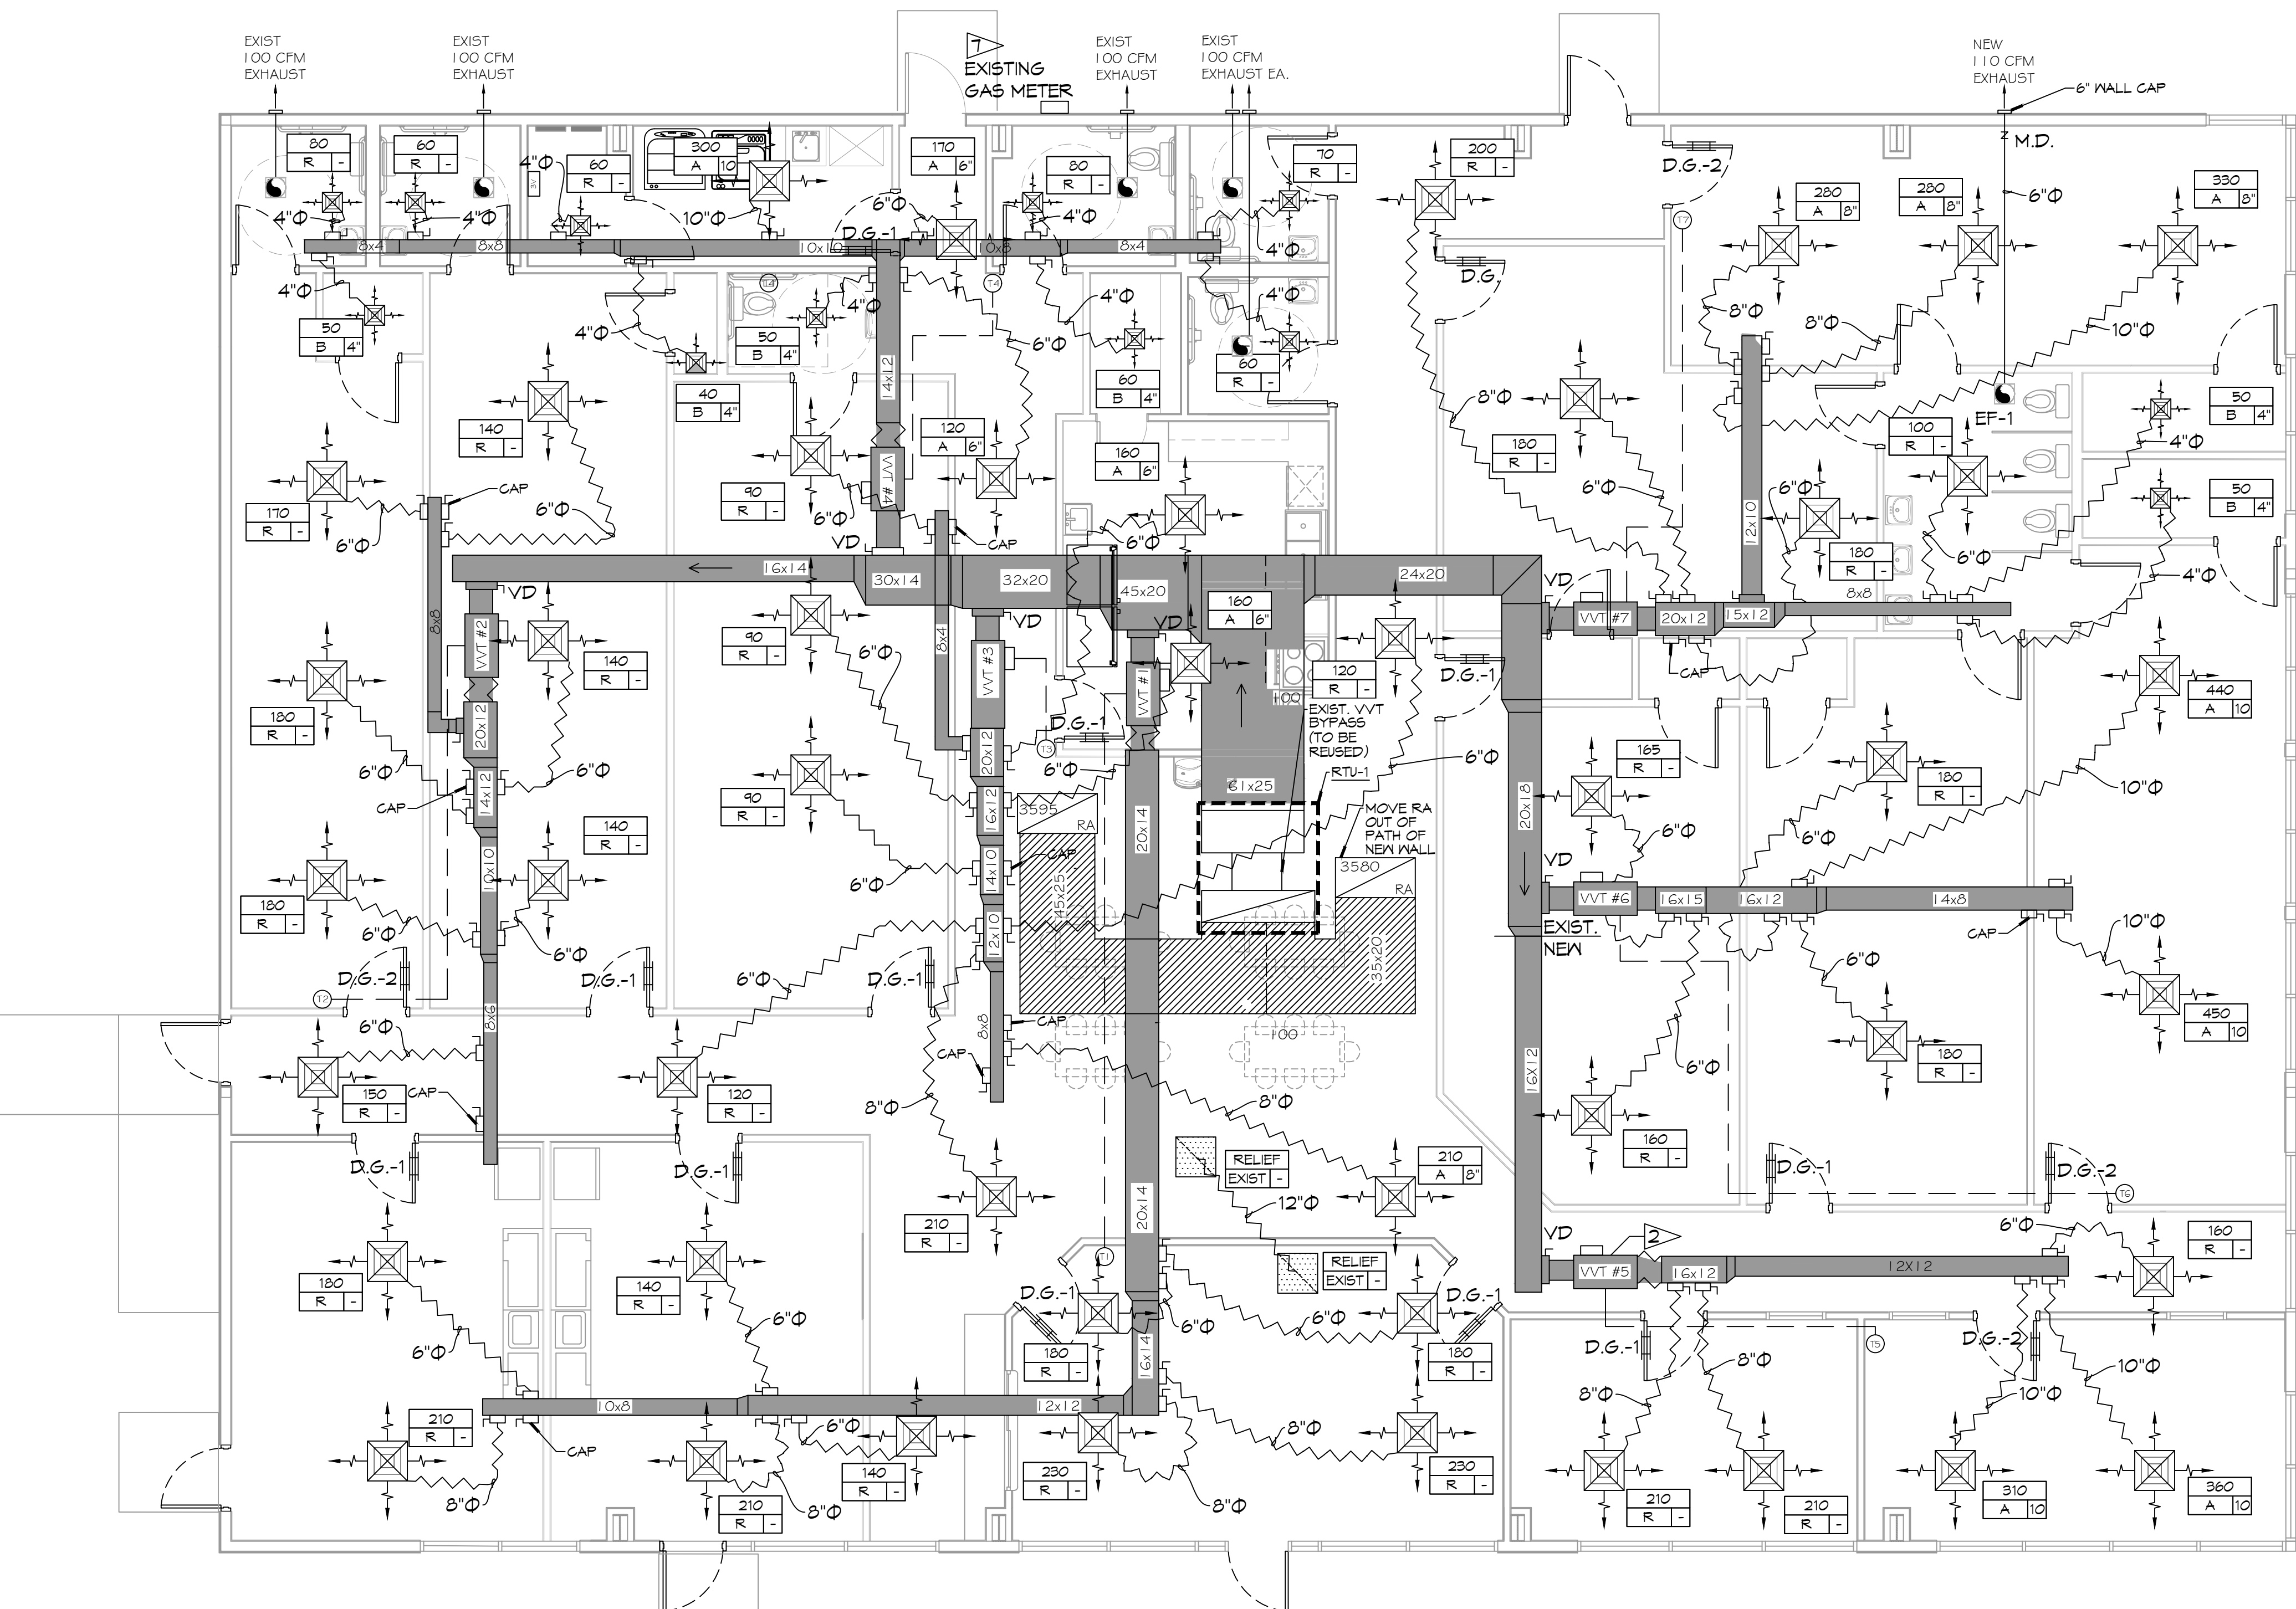 EXIST
100 CFM
EXHAUST
EXIST
100 CFM
EXHAUST
7
EXISTING
GAS METER
EXIST
100 CFM
EXHAUST
EXIST
100 CFM
EXHAUST EA.
NEW
110 CFM
EXHAUST
6" WALL CAP
M.D.
80
R -
60
R -
4"Φ
60
R -
300
A 10
170
A 6"
80
R -
70
R -
200
R -
D.G.-2
280
A 8"
280
A 8"
330
A 8"
4"Φ
4"Φ
10"Φ
6"Φ
4"Φ
4"Φ
6"Φ
T7
8x4
8x8
10x10
D.G.-1
10x8
8x4
D.G.
4"Φ
50
B 4"
4"Φ
50
B 4"
4"Φ
T4
4"Φ
6"Φ
4"Φ
60
R -
8"Φ
8"Φ
10"Φ
14x12
40
B 4"
60
B 4"
8"Φ
50
B 4"
EF-1
100
R -
140
R -
120
A 6"
160
A 6"
180
R -
4"Φ
170
R -
CAP
6"Φ
6"Φ
90
R -
6"Φ
VVT #4
VD
CAP
6"Φ
6"Φ
6"Φ
12x10
180
R -
6"Φ
50
B 4"
16x14
30x14
32x20
45x20
24x20
VD
8x8
4"Φ
8x8
VD
VVT #2
140
R -
90
R -
6"Φ
8x4
VD
VVT #3
VVT #1
160
A 6"
120
R -
D.G.-1
VVT #7
20x12
15x12
CAP
440
A 10
180
R -
20x12
6"Φ
6"Φ
CAP
14x12
90
R -
20x12
T3
D.G.-1
6"Φ
100
EXIST. VVT
BYPASS
(TO BE
REUSED)
RTU-1
61x25
MOVE RA
OUT OF
PATH OF
NEW WALL
6"Φ
20x18
165
R -
6"Φ
180
R -
6"Φ
10"Φ
140
R -
16x12
3595
RA
20x14
3580
RA
10x10
6"Φ
14x10
CAP
45x25
VD
VVT #6
16x15
16x12
14x8
180
R -
6"Φ
6"Φ
12x10
35x20
EXIST.
NEW
CAP
10"Φ
D.G.-2
T2
D.G.-1
6"Φ
D.G.-1
6"Φ
450
A 10
6"Φ
8x6
8x8
CAP
CAP
100
16X12
6"Φ
180
R -
150
R -
CAP
120
R -
8"Φ
8"Φ
160
R -
D.G.-1
D.G.-1
210
R -
RELIEF
EXIST -
210
A 8"
D.G.-1
D.G.-2
T6
12"Φ
20x14
T1
180
R -
140
R -
RELIEF
EXIST -
VD
2
VVT #5
16x12
12X12
6"Φ
160
R -
6"Φ
6"Φ
D.G.-1
6"Φ
6"Φ
D.G.-1
180
R -
16x14
180
R -
D.G.-1
8"Φ
D.G.-2
T5
10"Φ
10x8
12x12
8"Φ
10"Φ
210
R -
CAP
6"Φ
8"Φ
8"Φ
210
R -
8"Φ
140
R -
230
R -
8"Φ
230
R -
210
R -
210
R -
310
A 10
360
A 10